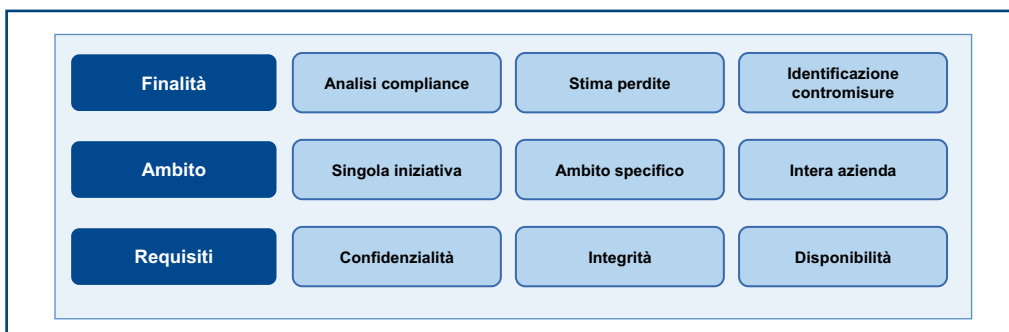 Finalità
Analisi compliance
Stima perdite
Identificazione
contromisure
Ambito
Singola iniziativa
Ambito specifico
Intera azienda
Requisiti
Confidenzialità
Integrità
Disponibilità